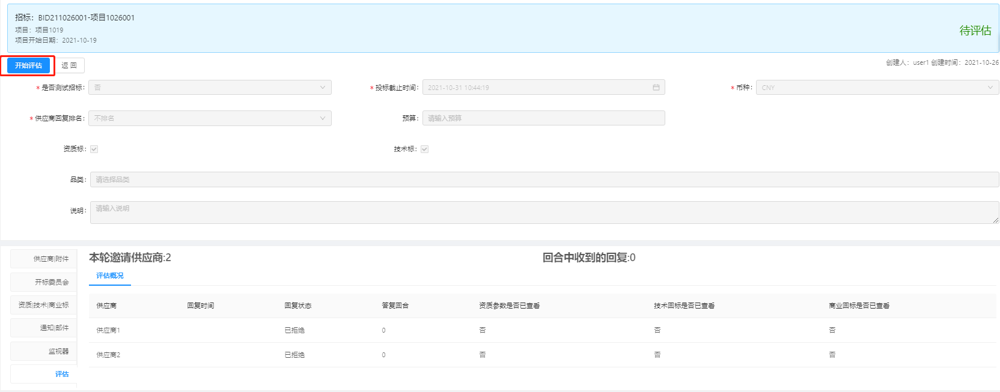 招标：BID211026001-项目1026001
项目：项目1019
项目开始日期：2021-10-19
待评估
开始评估 返 回 创建人：user1 创建时间：2021-10-26
* 是否测试招标： 否 * 投标截止时间： 2021-10-31 10:44:19 * 币种： CNY
* 供应商回复排名： 不排名 预算： 请输入预算
资质标： 技术标：
品类： 请选择品类
说明： 请输入说明
供应商|附件
开标委员会
资质|技术|商业标
通知|邮件
监视器
评估
本轮邀请供应商:2 回合中收到的回复:0
评估概况
供应商 回复时间 回复状态 答复回合 资质参数是否已查看 技术回标是否已查看 商业回标是否已查看
供应商1 已拒绝 0 否 否 否
供应商2 已拒绝 0 否 否 否